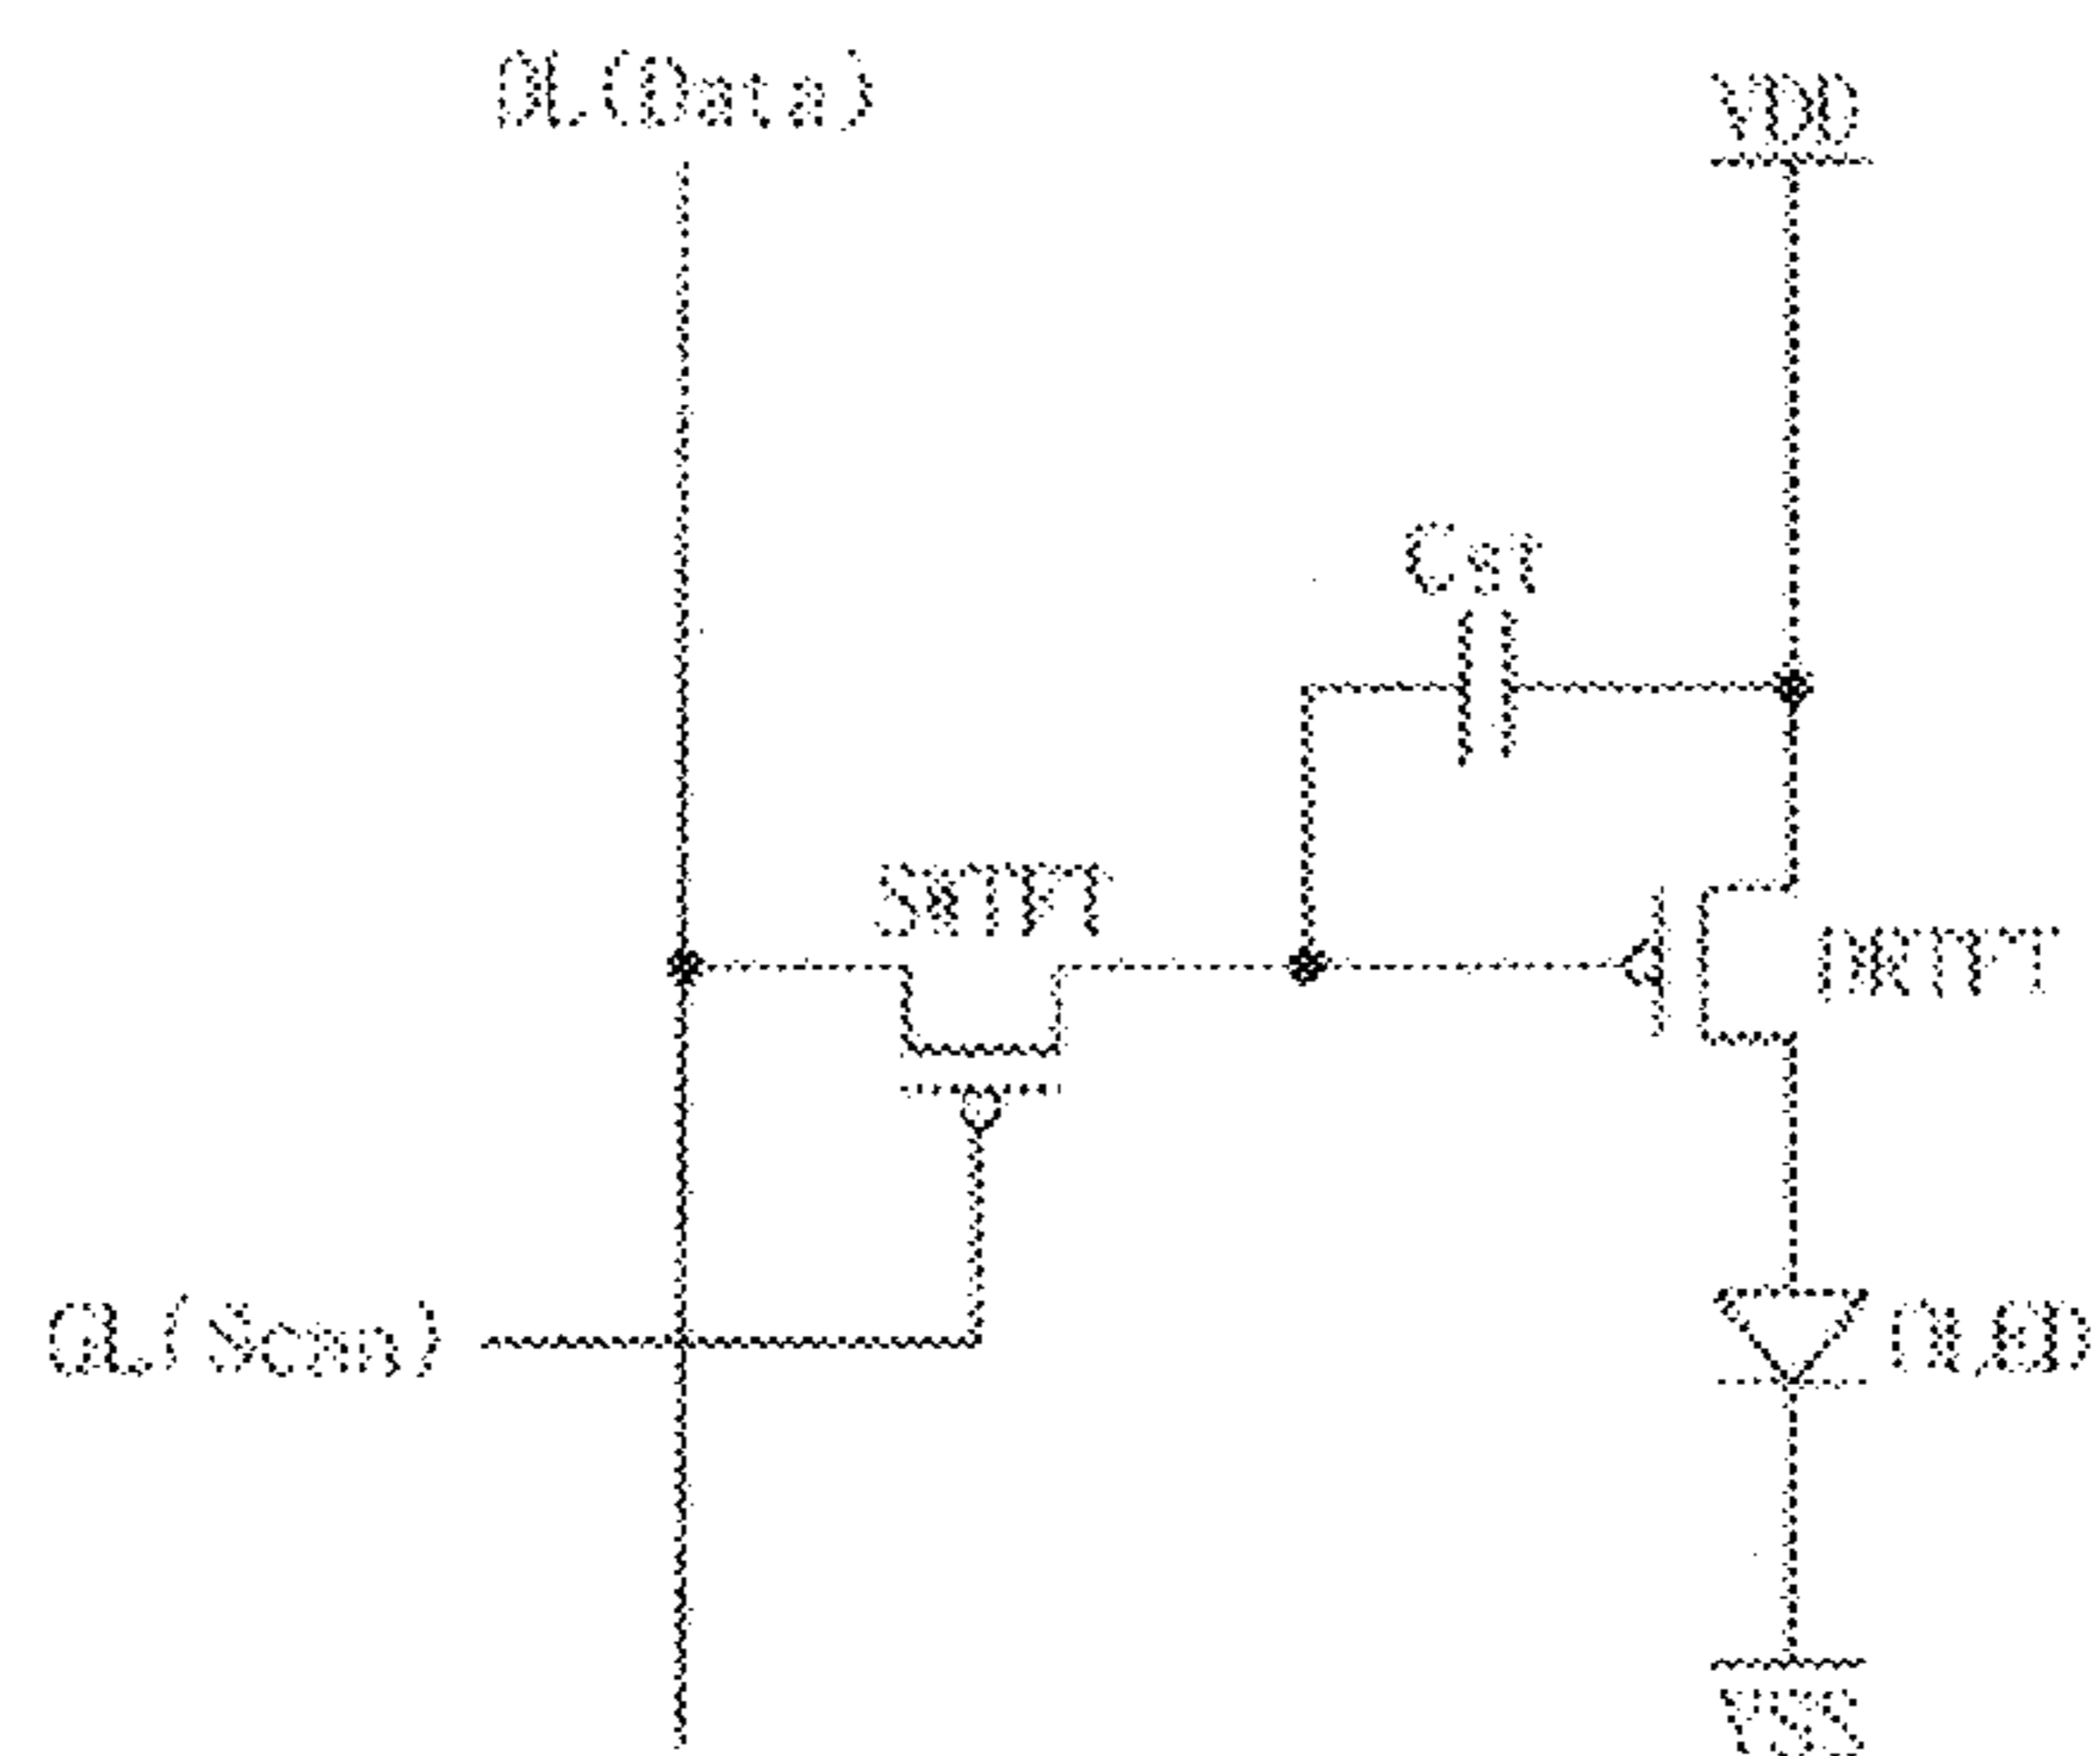 DL(Data)
VDD
Cst
SWTFT
DRTFT
GL(Scan)
OLED
VSS